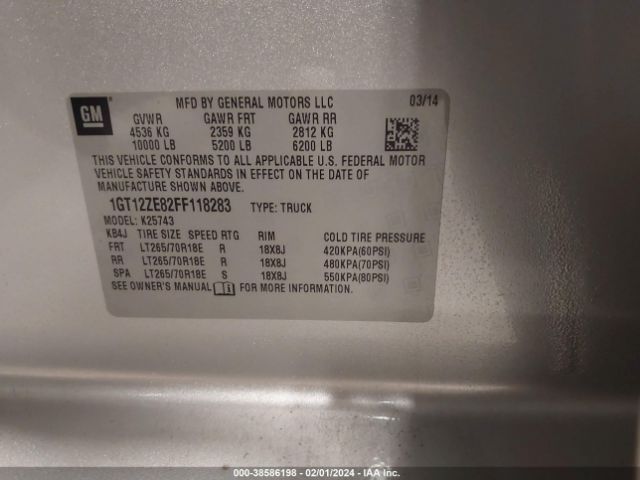 GM
MFD BY GENERAL MOTORS LLC 03/14
GVWR GAWR FRT GAWR RR
4536 KG 2359 KG 2812 KG
10000 LB 5200 LB 6200 LB
THIS VEHICLE CONFORMS TO ALL APPLICABLE U.S. FEDERAL MOTOR
VEHICLE SAFETY STANDARDS IN EFFECT ON THE DATE OF
MANUFACTURE SHOWN ABOVE.
1GT12ZE82FF118283 TYPE: TRUCK
MODEL: K25743
KB4J TIRE SIZE SPEED RTG RIM COLD TIRE PRESSURE
FRT LT265/70R18E R 18X8J 420KPA(60PSI)
RR LT265/70R18E R 18X8J 480KPA(70PSI)
SPA LT265/70R18E S 18X8J 550KPA(80PSI)
SEE OWNER'S MANUAL FOR MORE INFORMATION.
000-38586198 - 02/01/2024 - IAAI.com